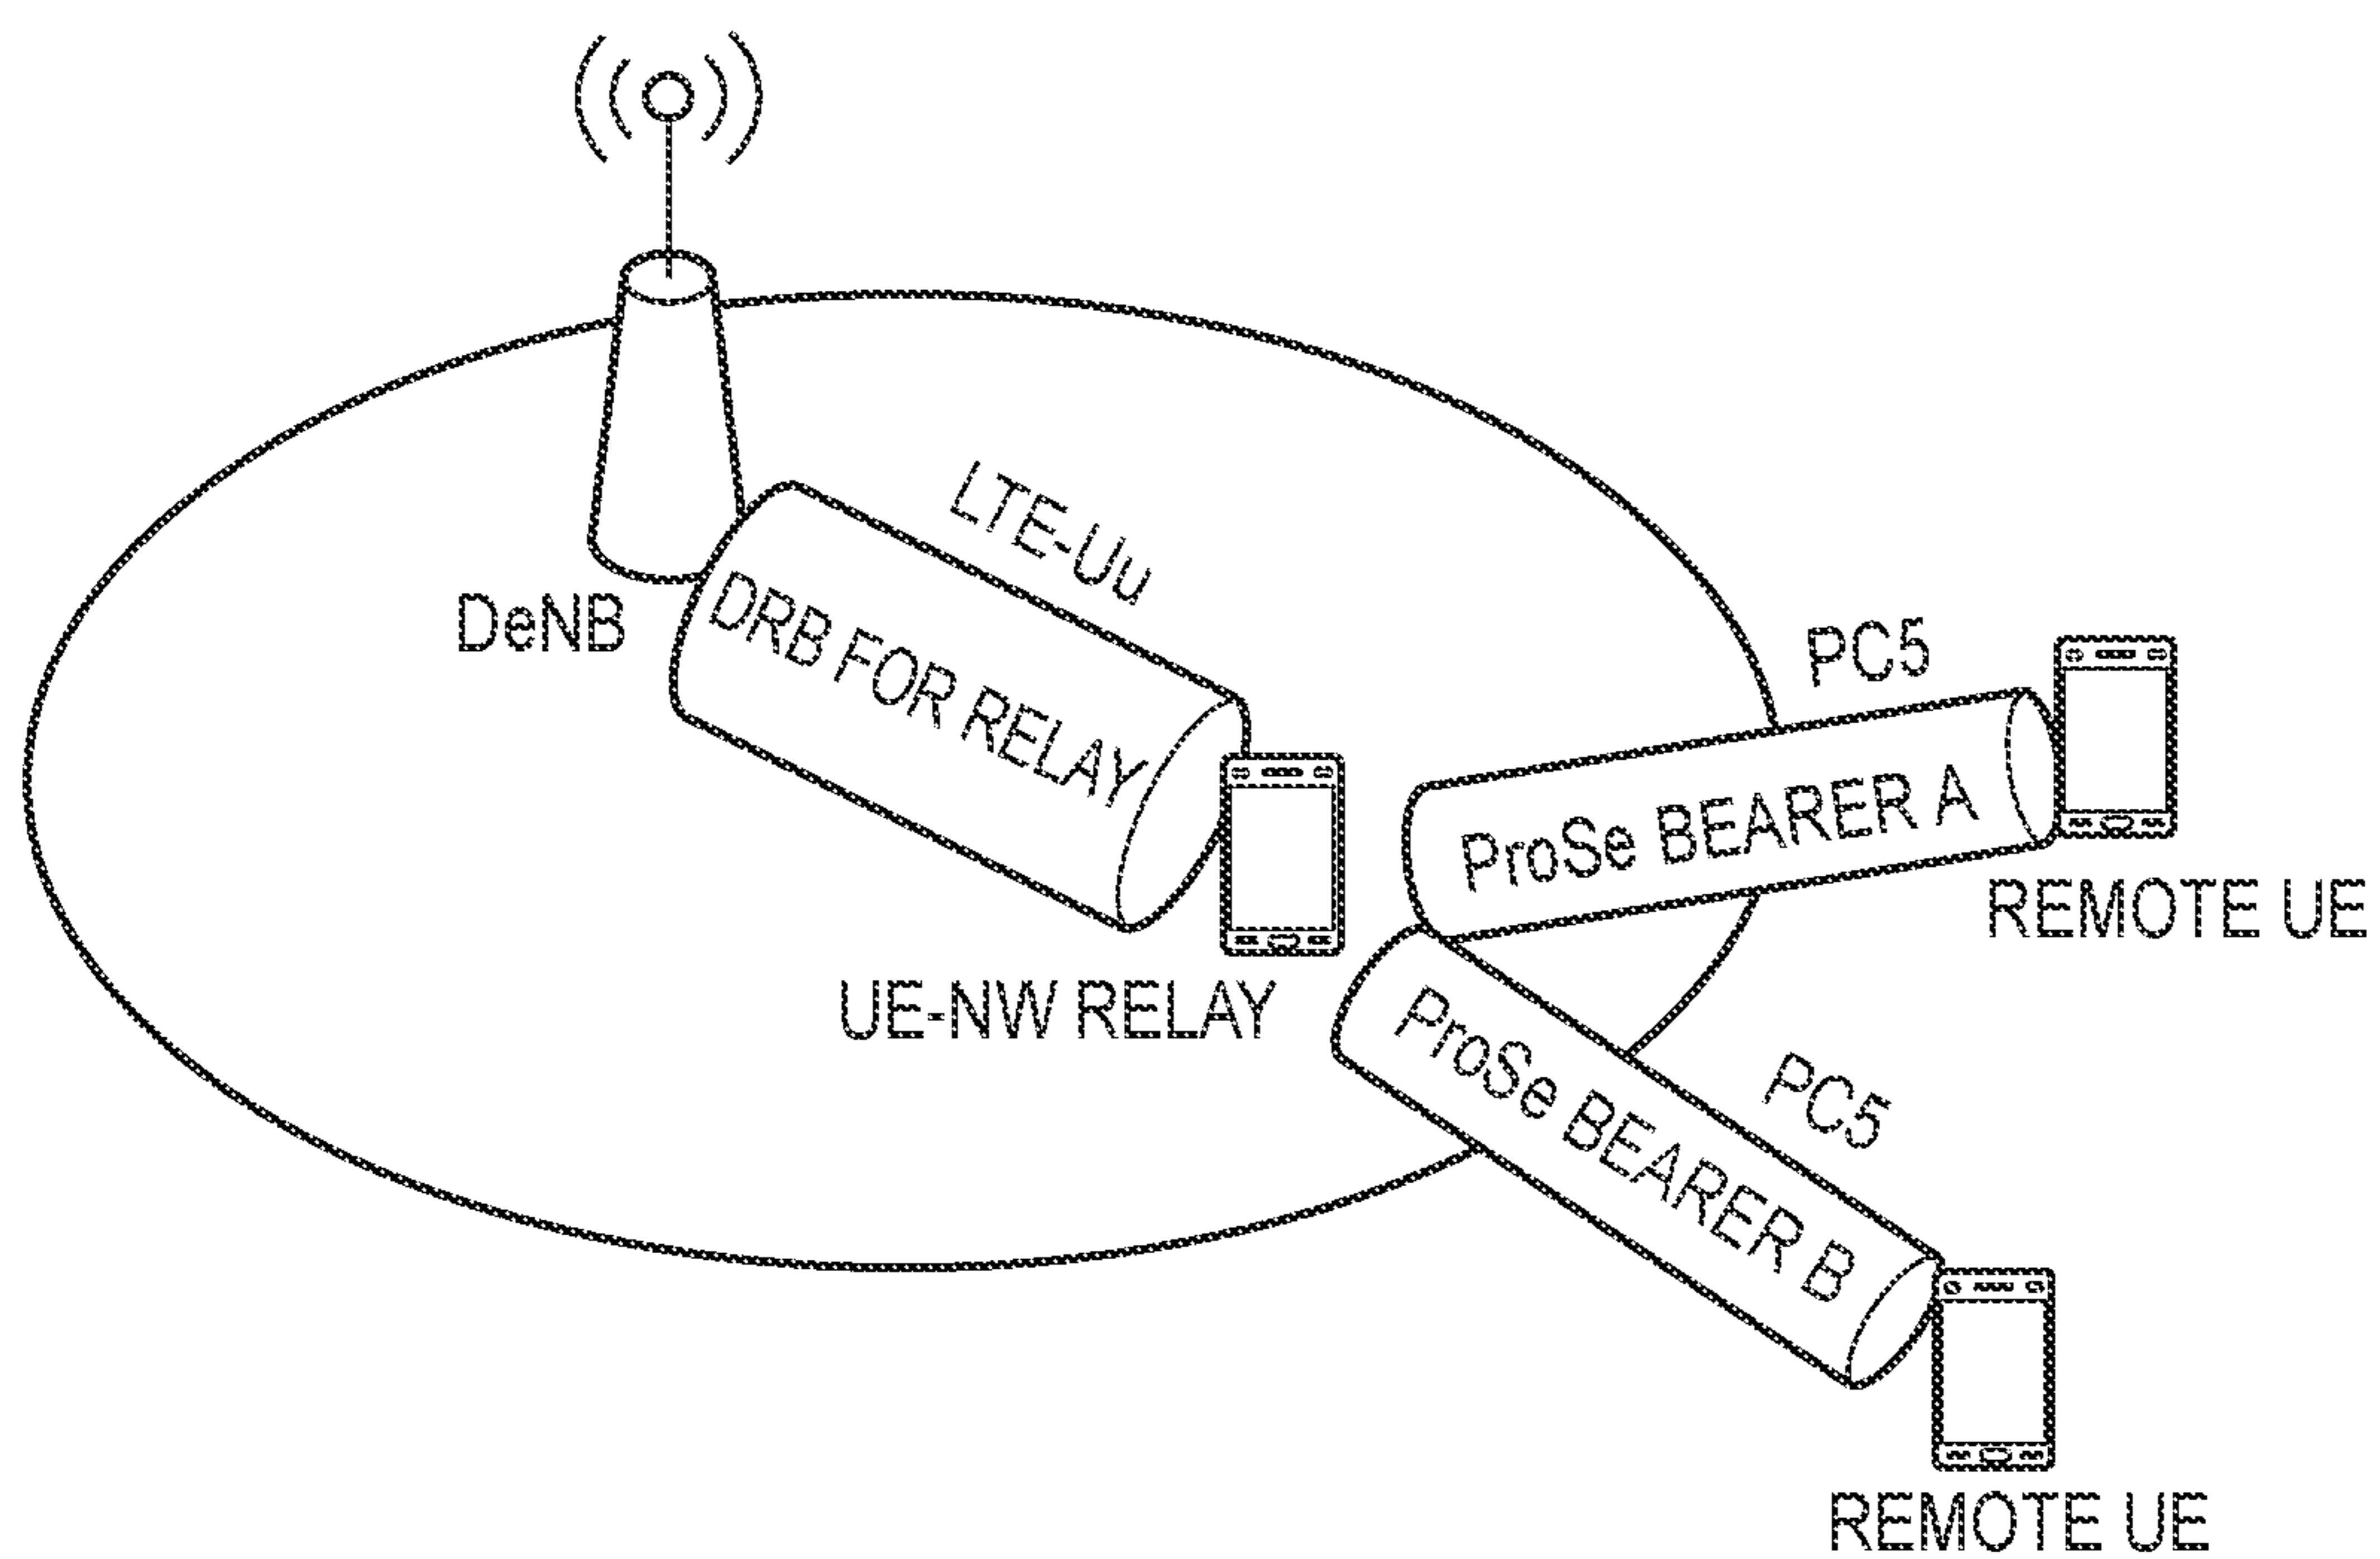 LTE-Uu
DeNB
DRB FOR RELAY
PC5
ProSe BEARER A
REMOTE UE
UE-NW RELAY
ProSe BEARER B
PC5
REMOTE UE